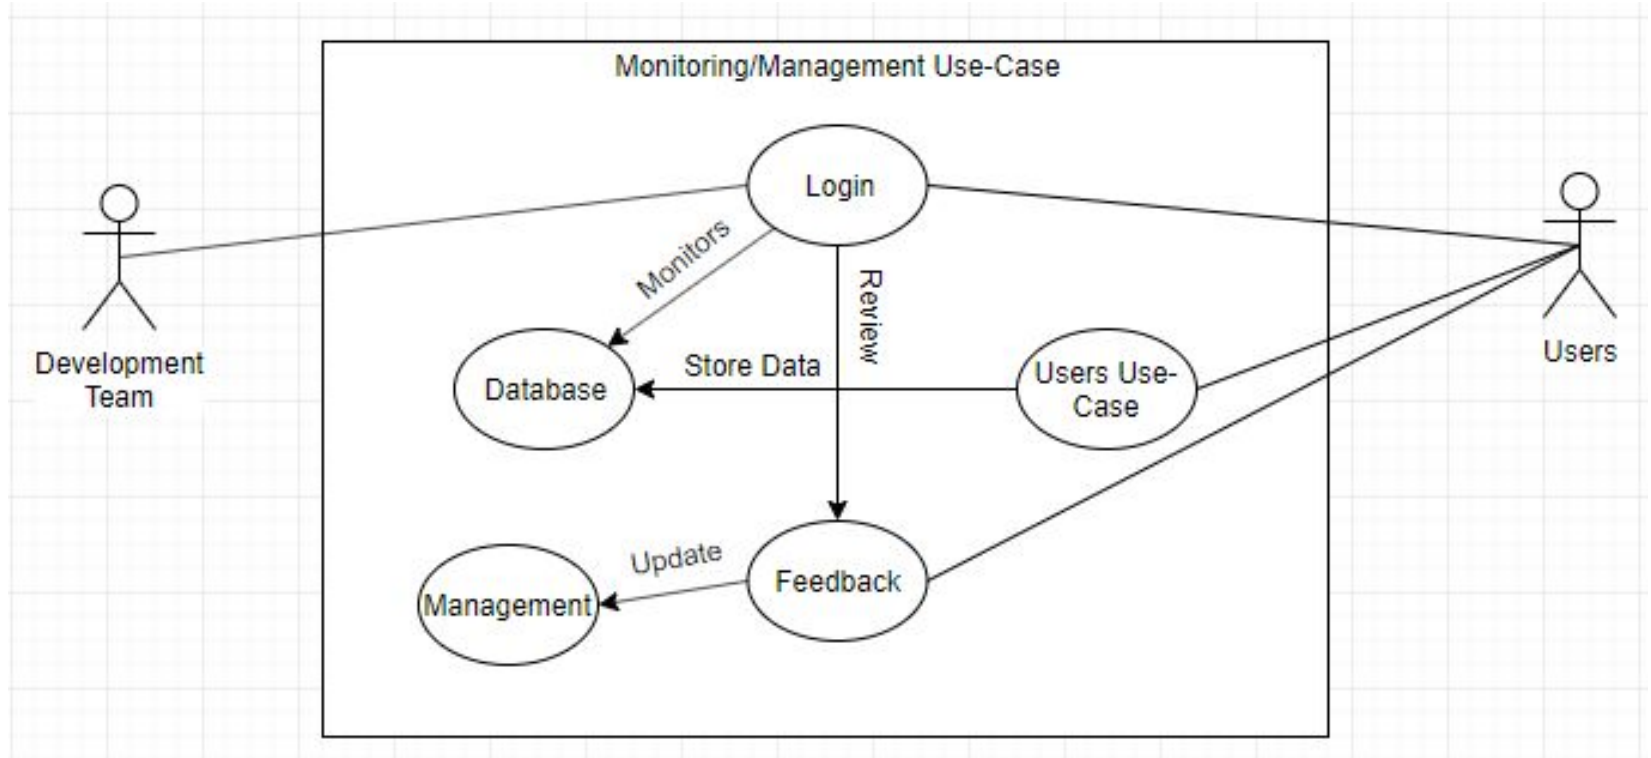 Monitoring/Management Use-Case
Login
Monitors
Review
Development
Team
Users
Store Data
Database
Users Use-
Case
Update
Feedback
Management